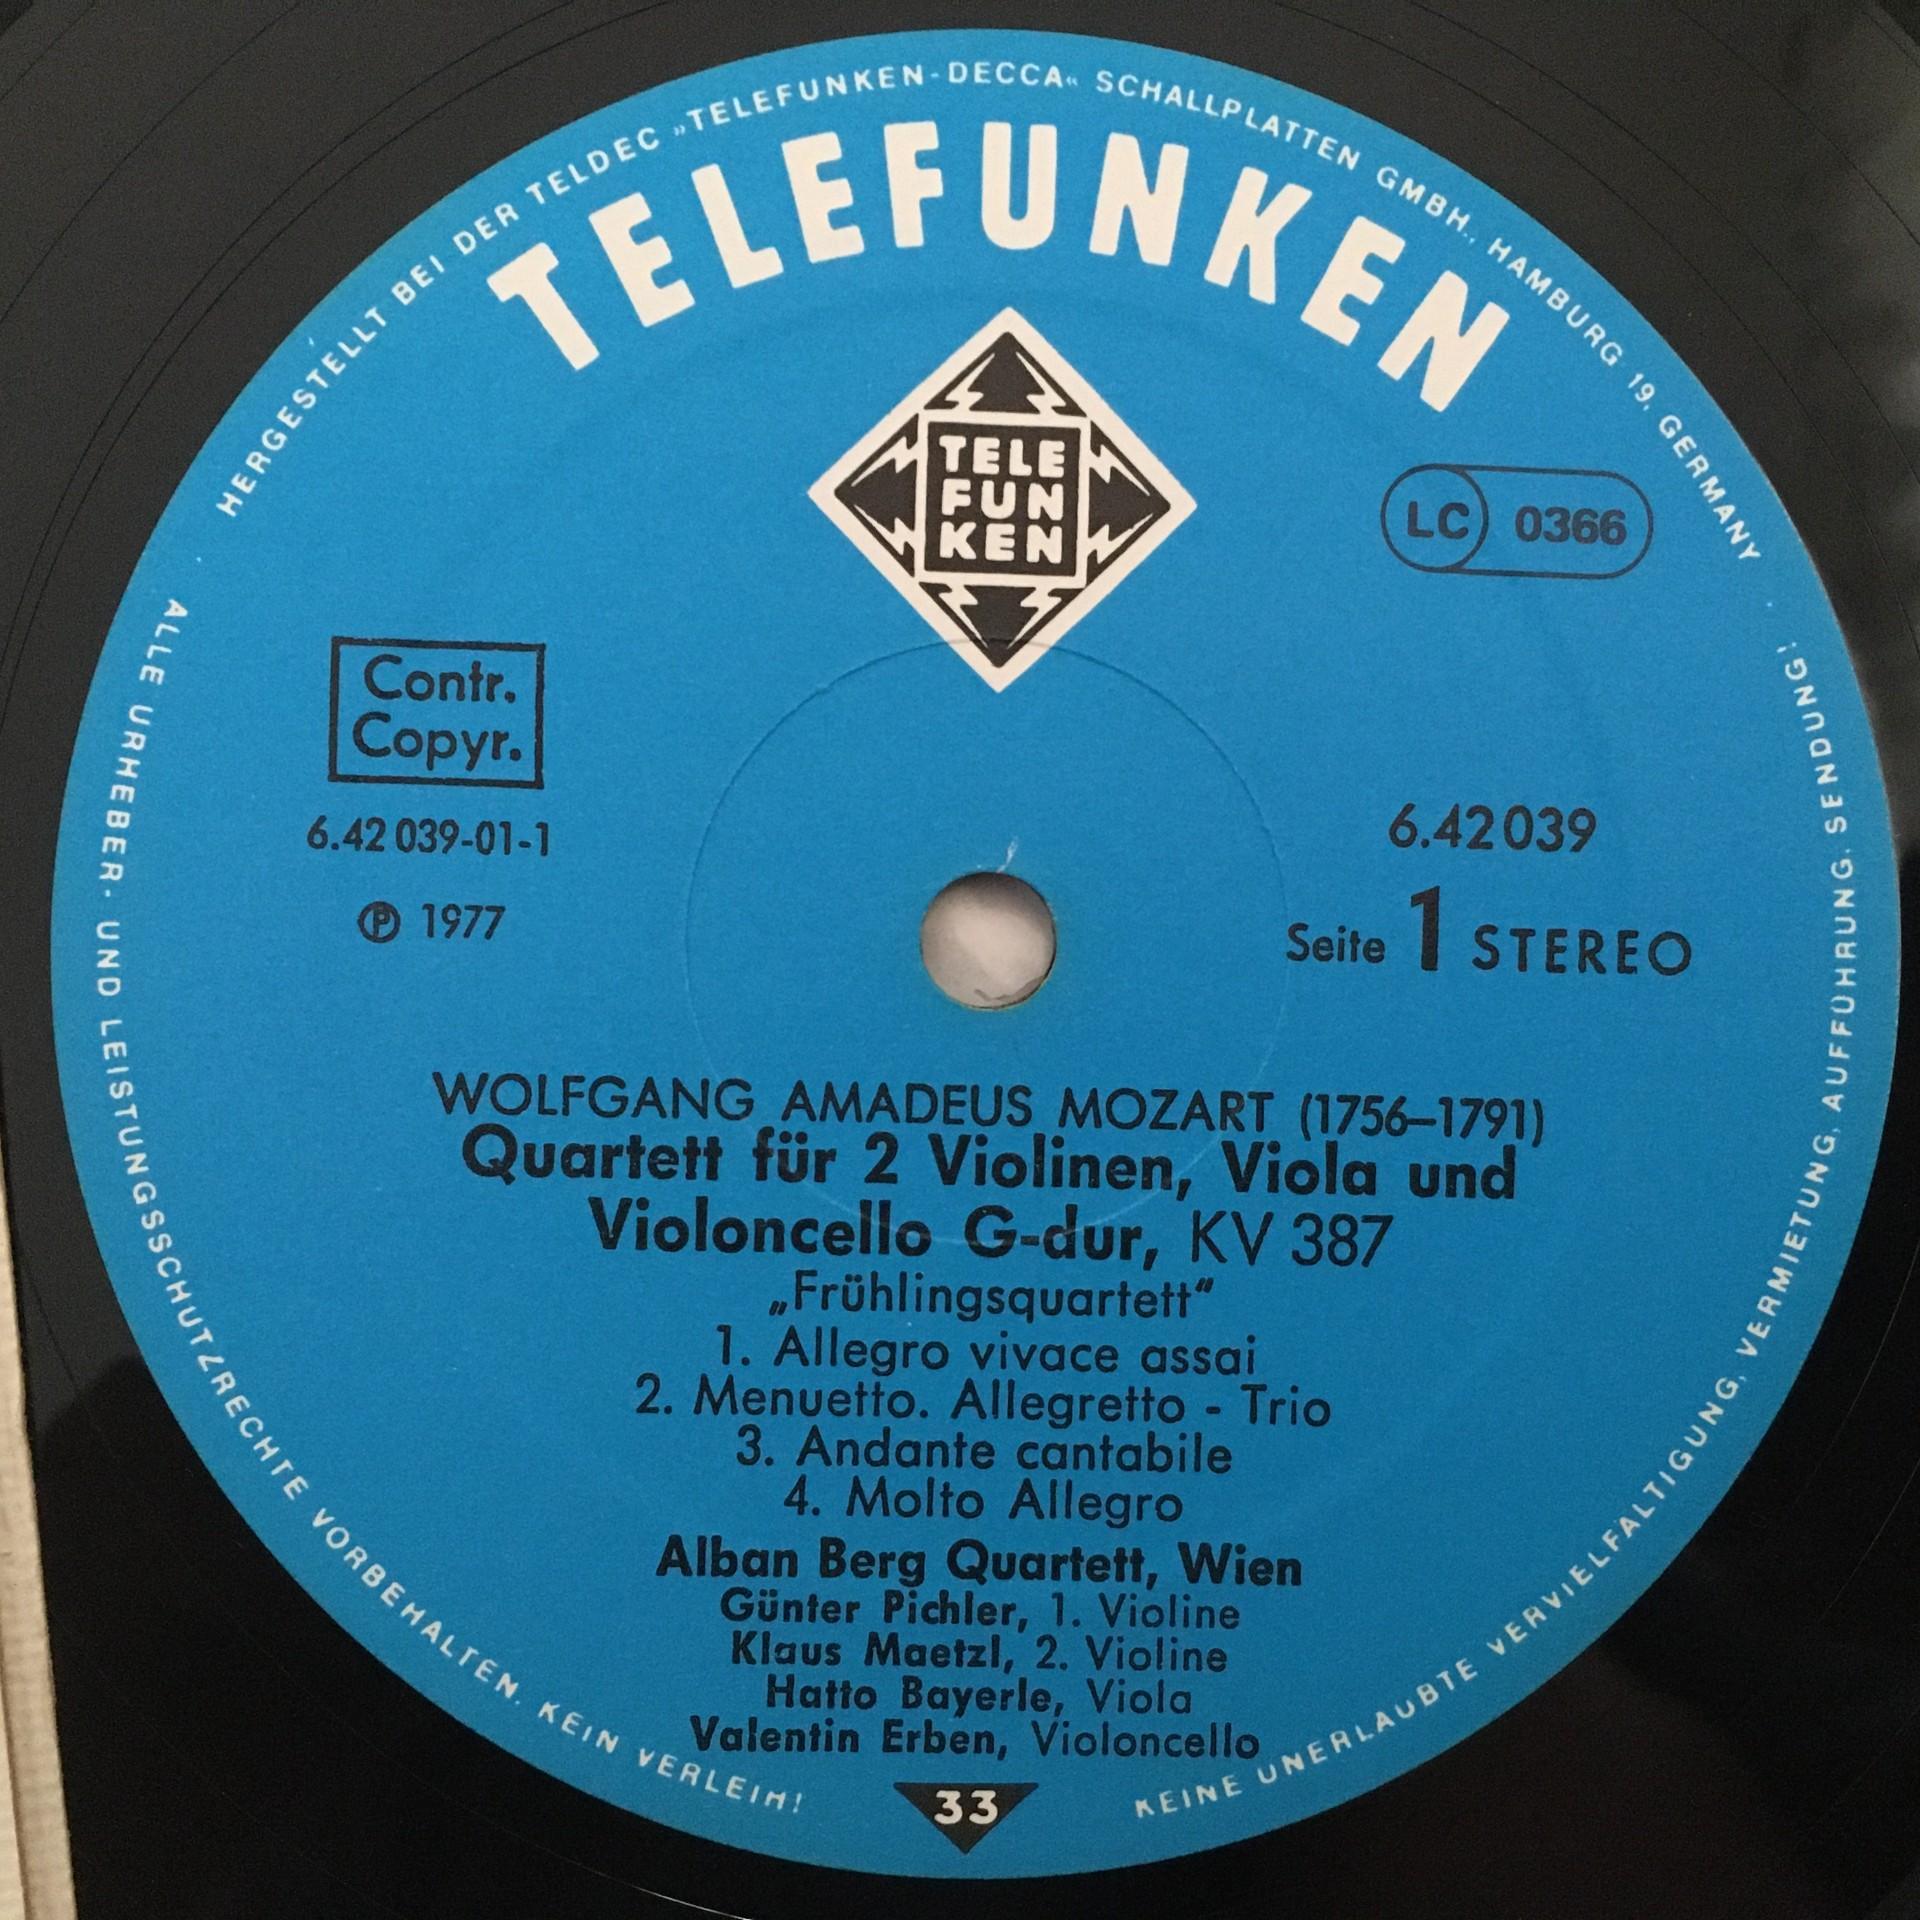 HERGESTELLT BEI DER TELDEC »TELEFUNKEN-DECCA« SCHALLPLATTEN GMBH., HAMBURG 19, GERMANY
TELEFUNKEN
TELE
FUN
KEN
LC 0366
Contr.
Copyr.
6.42 039-01-1
℗ 1977
6.42039
Seite 1 STEREO
WOLFGANG AMADEUS MOZART (1756–1791)
Quartett für 2 Violinen, Viola und
Violoncello G-dur, KV 387
„Frühlingsquartett“
1. Allegro vivace assai
2. Menuetto. Allegretto - Trio
3. Andante cantabile
4. Molto Allegro
Alban Berg Quartett, Wien
Günter Pichler, 1. Violine
Klaus Maetzl, 2. Violine
Hatto Bayerle, Viola
Valentin Erben, Violoncello
33
ALLE URHEBER- UND LEISTUNGSSCHUTZRECHTE VORBEHALTEN. KEIN VERLEIH!
KEINE UNERLAUBTE VERVIELFALTIGUNG, VERMIETUNG, AUFFÜHRUNG, SENDUNG!